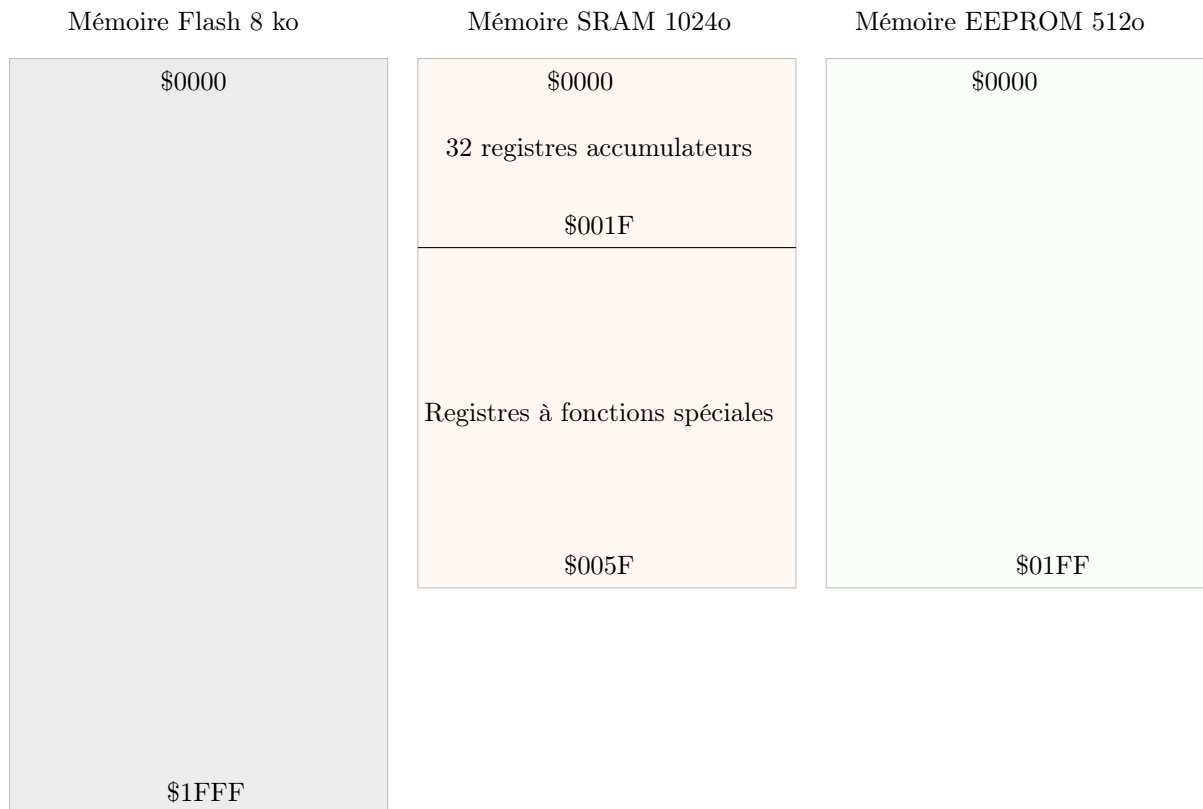 Mémoire Flash 8 ko
$0000
$1FFF
Mémoire SRAM 1024o
$0000
32 registres accumulateurs
$001F
Registres à fonctions spéciales
$005F
Mémoire EEPROM 512o
$0000
$01FF